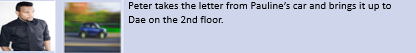 Peter takes the letter from Pauline's car and brings it up to
Dae on the 2nd floor.